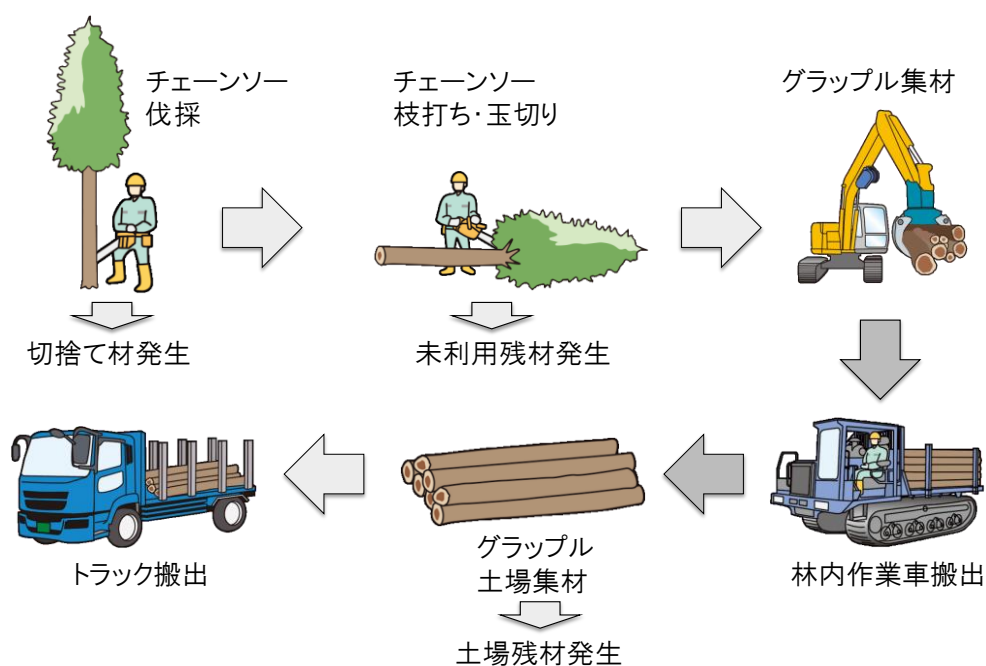 チェーンソー
伐採
チェーンソー
枝打ち・玉切り
グラップル集材
切捨て材発生
未利用残材発生
トラック搬出
グラップル
土場集材
林内作業車搬出
土場残材発生